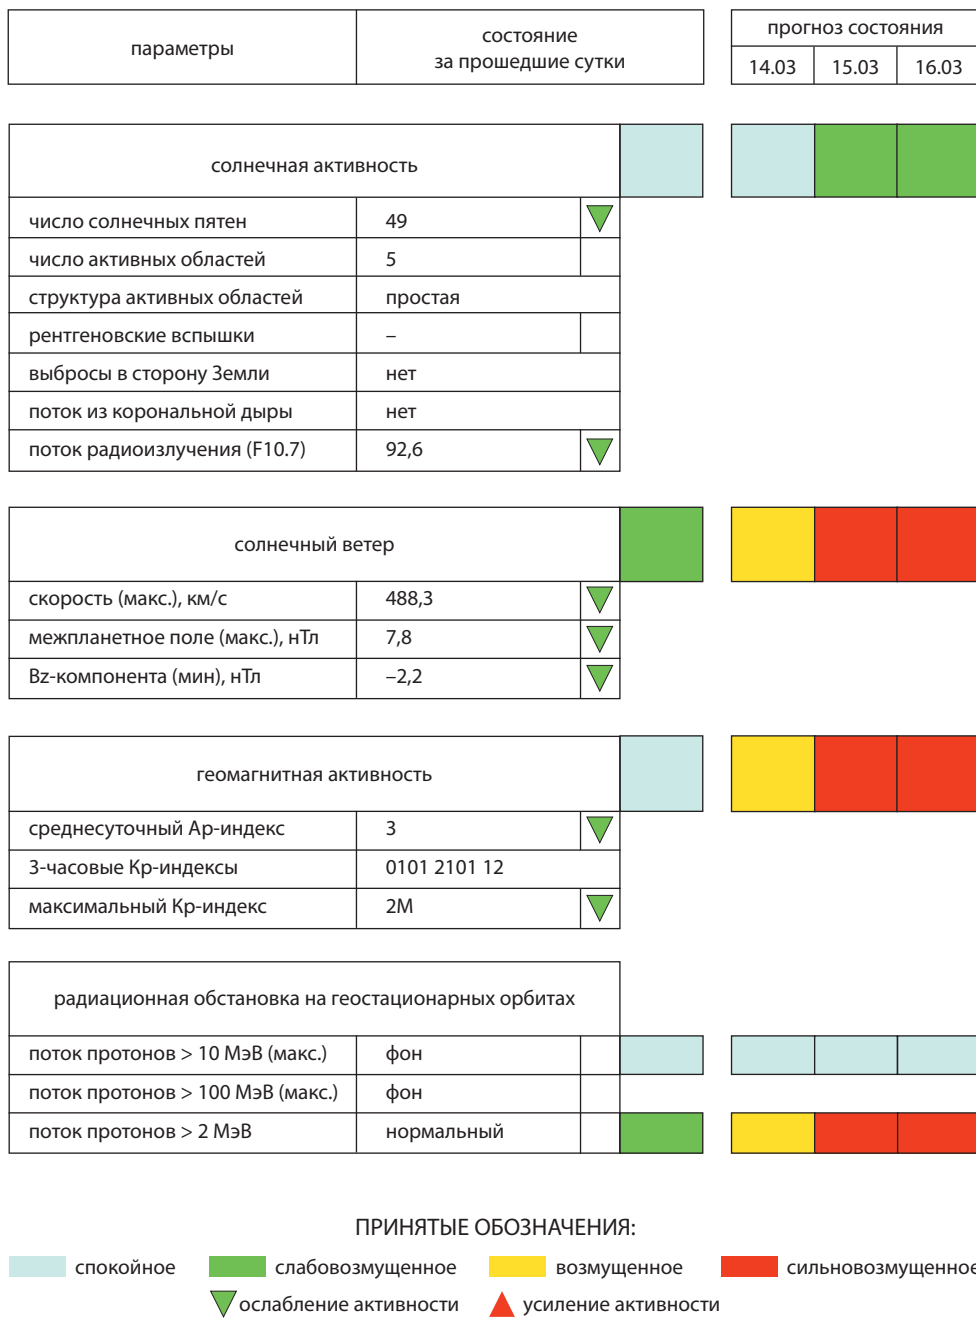 параметры
состояние
за прошедшие сутки
прогноз состояния
14.03 15.03 16.03
солнечная активность
число солнечных пятен 49
число активных областей 5
структура активных областей простая
рентгеновские вспышки –
выбросы в сторону Земли нет
поток из корональной дыры нет
поток радиоизлучения (F10.7) 92,6
солнечный ветер
скорость (макс.), км/с 488,3
межпланетное поле (макс.), нТл 7,8
Bz-компонента (мин), нТл –2,2
геомагнитная активность
среднесуточный Ap-индекс 3
3-часовые Kp-индексы 0101 2101 12
максимальный Kp-индекс 2M
радиационная обстановка на геостационарных орбитах
поток протонов > 10 МэВ (макс.) фон
поток протонов > 100 МэВ (макс.) фон
поток протонов > 2 МэВ нормальный
ПРИНЯТЫЕ ОБОЗНАЧЕНИЯ:
спокойное слабовозмущенное возмущенное сильновозмущенное
ослабление активности усиление активности